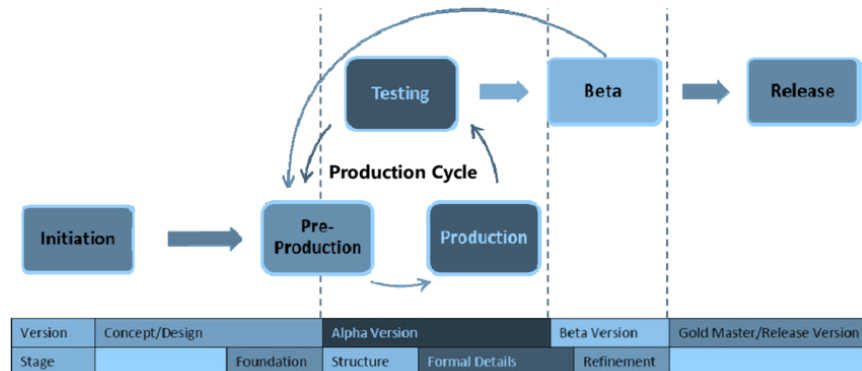 Testing
Beta
Release
Production Cycle
Initiation
Pre-
Production
Production
Version Concept/Design Alpha Version Beta Version Gold Master/Release Version
Stage Foundation Structure Formal Details Refinement